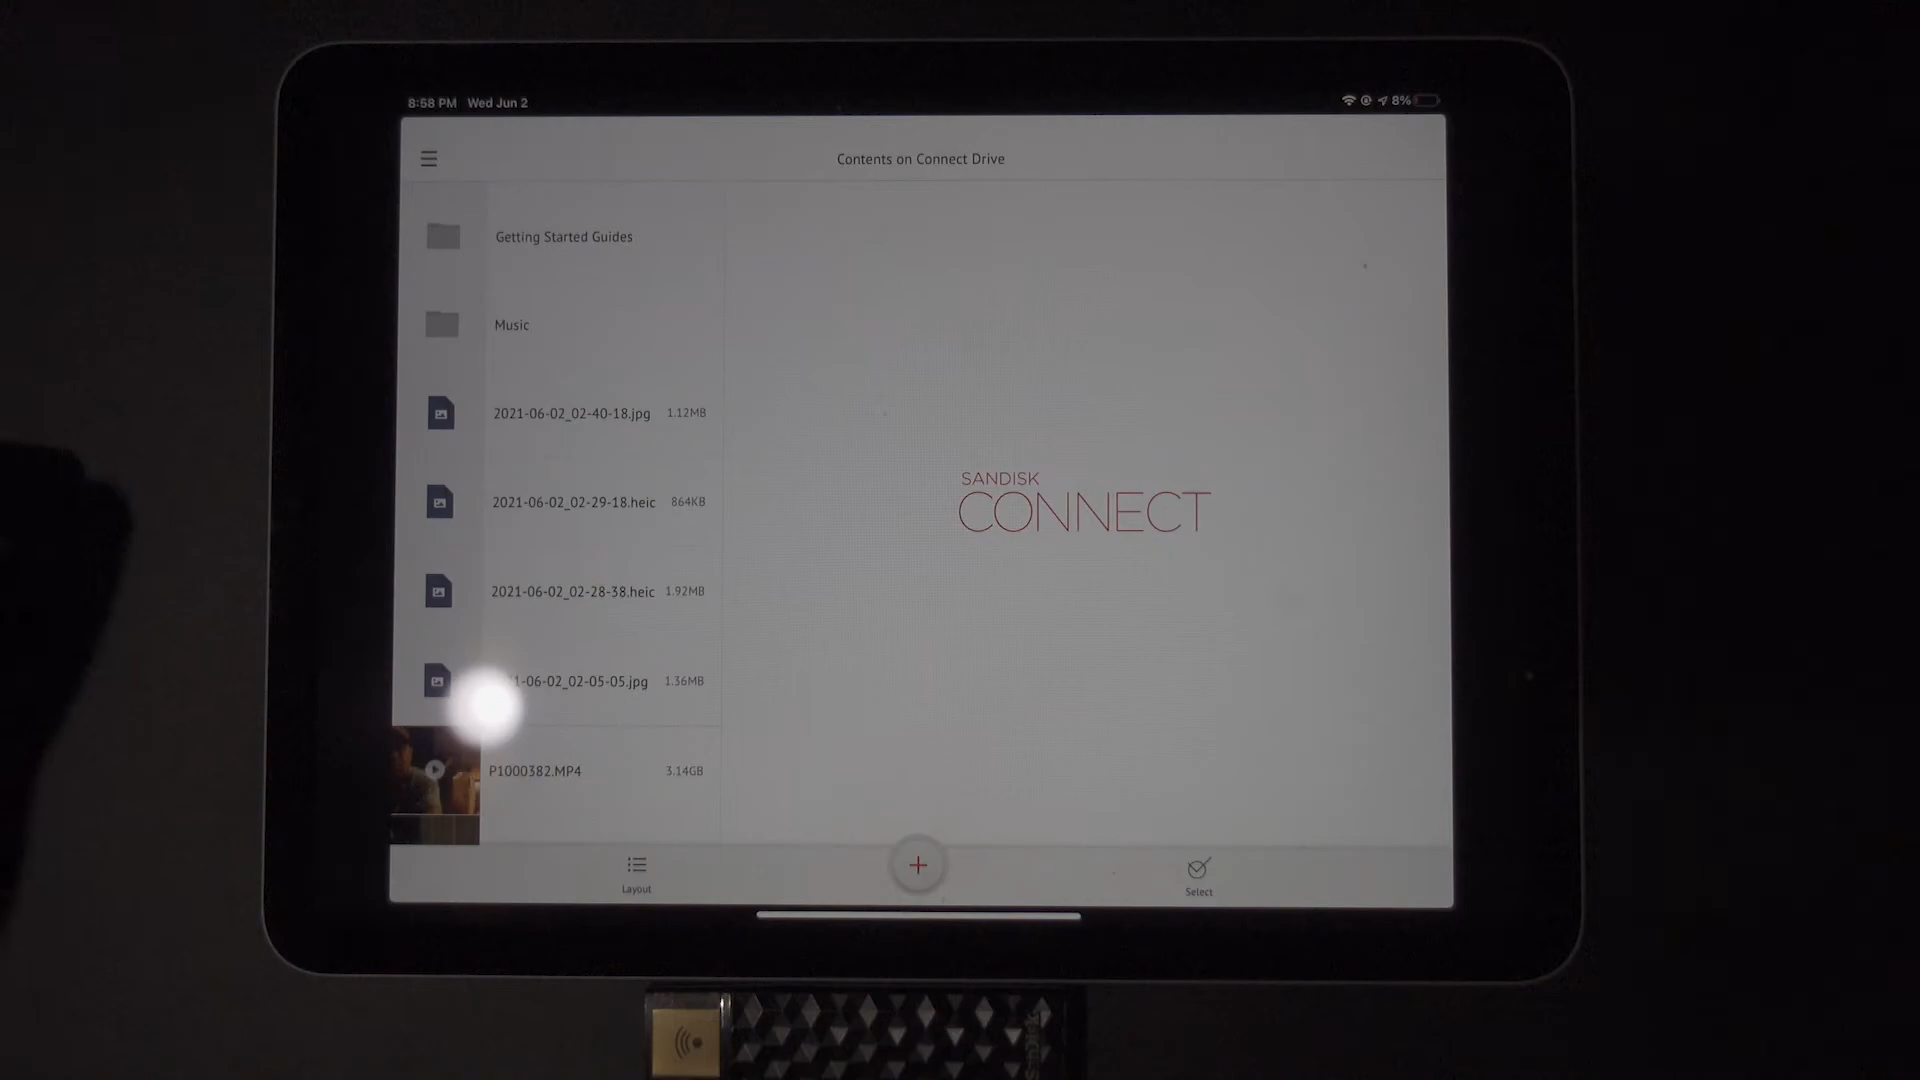 8:58 PM Wed Jun 2
8%
Contents on Connect Drive
Getting Started Guides
Music
2021-06-02_02-40-18.jpg 1.12MB
2021-06-02_02-29-18.heic 864KB
2021-06-02_02-28-38.heic 1.92MB
1-06-02_02-05-05.jpg 1.36MB
P1000382.MP4 3.14GB
SANDISK
CONNECT
Layout
Select
SanDisk